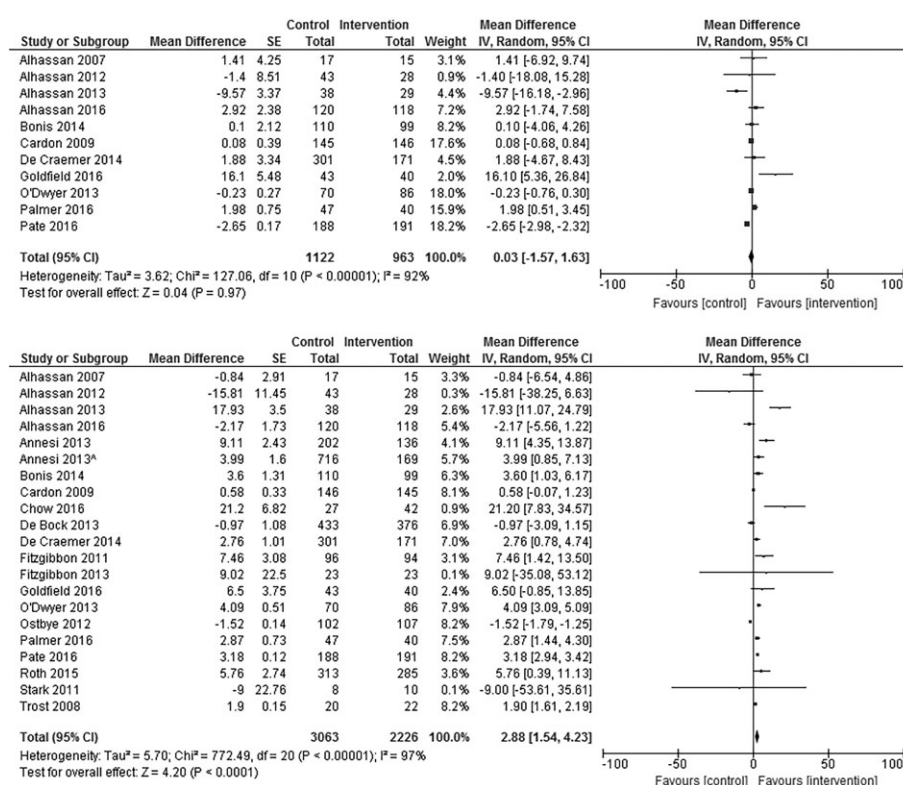 Control Intervention Mean Difference Mean Difference
Study or Subgroup Mean Difference SE Total Total Weight IV, Random, 95% CI IV, Random, 95% CI
Alhassan 2007 1.41 4.25 17 15 3.1% 1.41 [-6.92, 9.74]
Alhassan 2012 -1.4 8.51 43 28 0.9% -1.40 [-18.08, 15.28]
Alhassan 2013 -9.57 3.37 38 29 4.4% -9.57 [-16.18, -2.96]
Alhassan 2016 2.92 2.38 120 118 7.2% 2.92 [-1.74, 7.58]
Bonis 2014 0.1 2.12 110 99 8.2% 0.10 [-4.06, 4.26]
Cardon 2009 0.08 0.39 145 146 17.6% 0.08 [-0.68, 0.84]
De Craemer 2014 1.88 3.34 301 171 4.5% 1.88 [-4.67, 8.43]
Goldfield 2016 16.1 5.48 43 40 2.0% 16.10 [5.36, 26.84]
O'Dwyer 2013 -0.23 0.27 70 86 18.0% -0.23 [-0.76, 0.30]
Palmer 2016 1.98 0.75 47 40 15.9% 1.98 [0.51, 3.45]
Pate 2016 -2.65 0.17 188 191 18.2% -2.65 [-2.98, -2.32]
Total (95% CI) 1122 963 100.0% 0.03 [-1.57, 1.63]
Heterogeneity: Tau² = 3.62; Chi² = 127.06, df = 10 (P < 0.00001); I² = 92%
Test for overall effect: Z = 0.04 (P = 0.97)
-100 -50 0 50 100
Favours [control] Favours [intervention]
Control Intervention Mean Difference Mean Difference
Study or Subgroup Mean Difference SE Total Total Weight IV, Random, 95% CI IV, Random, 95% CI
Alhassan 2007 -0.84 2.91 17 15 3.3% -0.84 [-6.54, 4.86]
Alhassan 2012 -15.81 11.45 43 28 0.3% -15.81 [-38.25, 6.63]
Alhassan 2013 17.93 3.5 38 29 2.6% 17.93 [11.07, 24.79]
Alhassan 2016 -2.17 1.73 120 118 5.4% -2.17 [-5.56, 1.22]
Annesi 2013 9.11 2.43 202 136 4.1% 9.11 [4.35, 13.87]
Annesi 2013ᴬ 3.99 1.6 716 169 5.7% 3.99 [0.85, 7.13]
Bonis 2014 3.6 1.31 110 99 6.3% 3.60 [1.03, 6.17]
Cardon 2009 0.58 0.33 146 145 8.1% 0.58 [-0.07, 1.23]
Chow 2016 21.2 6.82 27 42 0.9% 21.20 [7.83, 34.57]
De Bock 2013 -0.97 1.08 433 376 6.9% -0.97 [-3.09, 1.15]
De Craemer 2014 2.76 1.01 301 171 7.0% 2.76 [0.78, 4.74]
Fitzgibbon 2011 7.46 3.08 96 94 3.1% 7.46 [1.42, 13.50]
Fitzgibbon 2013 9.02 22.5 23 23 0.1% 9.02 [-35.08, 53.12]
Goldfield 2016 6.5 3.75 43 40 2.4% 6.50 [-0.85, 13.85]
O'Dwyer 2013 4.09 0.51 70 86 7.9% 4.09 [3.09, 5.09]
Ostbye 2012 -1.52 0.14 102 107 8.2% -1.52 [-1.79, -1.25]
Palmer 2016 2.87 0.73 47 40 7.5% 2.87 [1.44, 4.30]
Pate 2016 3.18 0.12 188 191 8.2% 3.18 [2.94, 3.42]
Roth 2015 5.76 2.74 313 285 3.6% 5.76 [0.39, 11.13]
Stark 2011 -9 22.76 8 10 0.1% -9.00 [-53.61, 35.61]
Trost 2008 1.9 0.15 20 22 8.2% 1.90 [1.61, 2.19]
Total (95% CI) 3063 2226 100.0% 2.88 [1.54, 4.23]
Heterogeneity: Tau² = 5.70; Chi² = 772.49, df = 20 (P < 0.00001); I² = 97%
Test for overall effect: Z = 4.20 (P < 0.0001)
-100 -50 0 50 100
Favours [control] Favours [intervention]